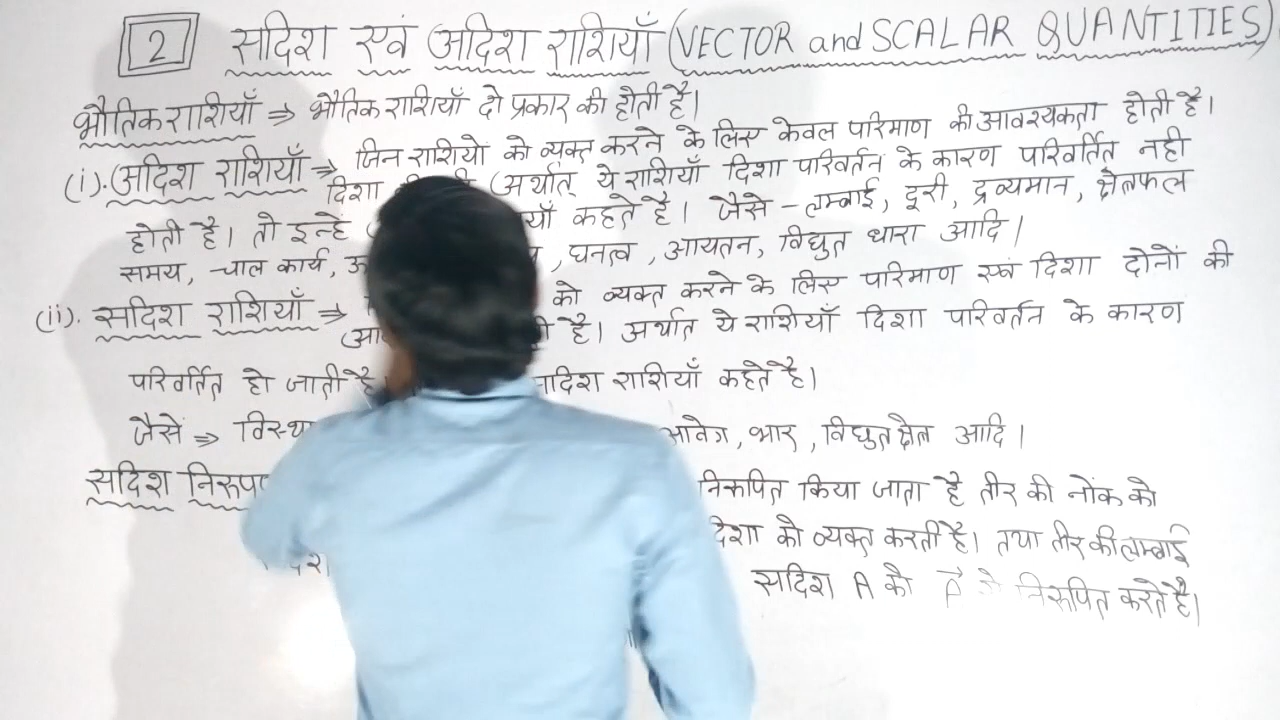 2 सदिश एवं अदिश राशियाँ (VECTOR and SCALAR QUANTITIES)
भौतिक राशियाँ ⇒ भौतिक राशियाँ दो प्रकार की होती है।
(i). अदिश राशियाँ ⇒ जिन राशियो को व्यक्त करने के लिए केवल परिमाण की आवश्यकता होती है।
दिशा (अर्थात् ये राशियाँ दिशा परिवर्तन के कारण परिवर्तित नही
होती है। तो इन्हे कहते है। जैसे - लम्बाई, दूरी, द्रव्यमान, क्षेत्रफल
समय, चाल कार्य, , घनत्व, आयतन, विद्युत धारा आदि।
(ii). सदिश राशियाँ ⇒ को व्यक्त करने के लिए परिमाण एवं दिशा दोनों की
है। अर्थात ये राशियाँ दिशा परिवर्तन के कारण
परिवर्तित हो जाती है राशियाँ कहते है।
जैसे ⇒ आवेग, भार, विद्युत क्षेत्र आदि।
सदिश निरूपित किया जाता है तीर की नोंक को
को व्यक्त करती है। तथा तीर की लम्बाई
सदिश A को निरूपित करते है।